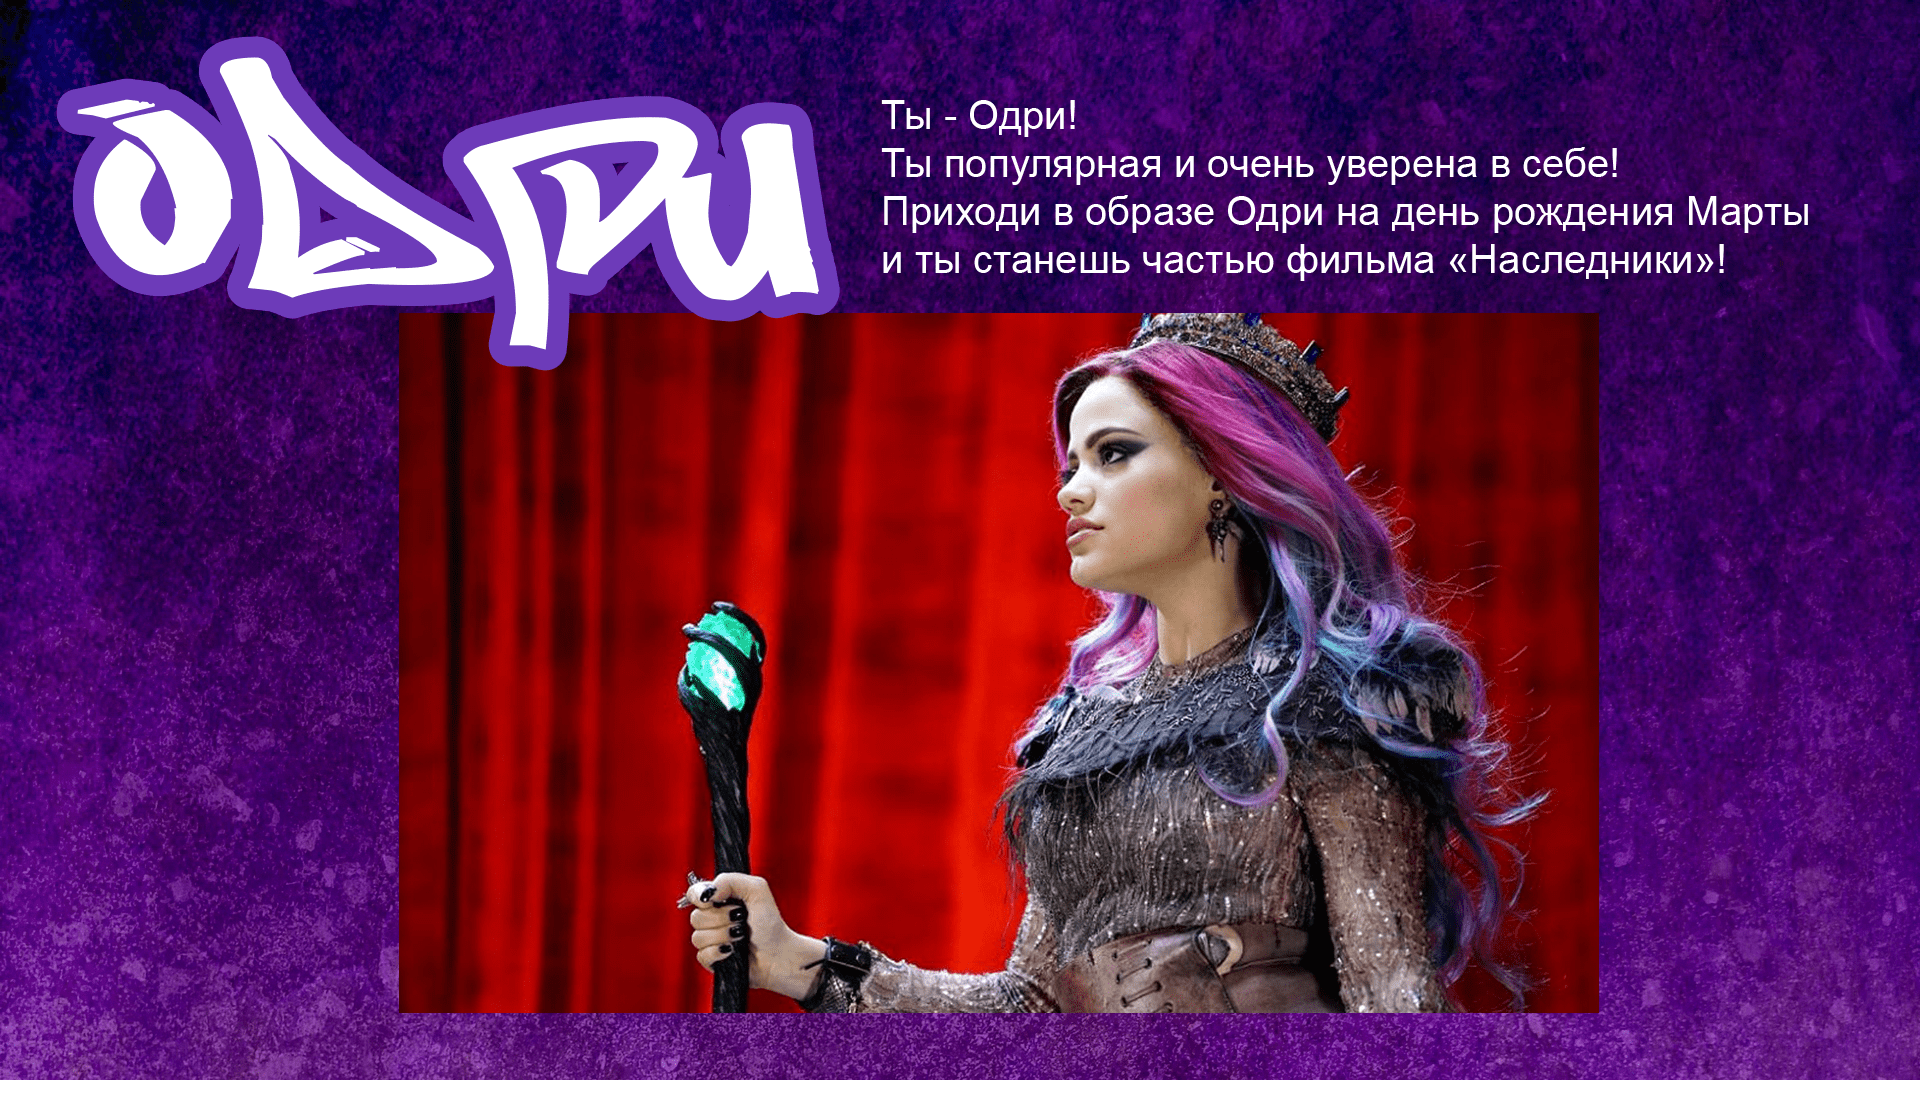 Одри
Ты - Одри!
Ты популярная и очень уверена в себе!
Приходи в образе Одри на день рождения Марты
и ты станешь частью фильма «Наследники»!